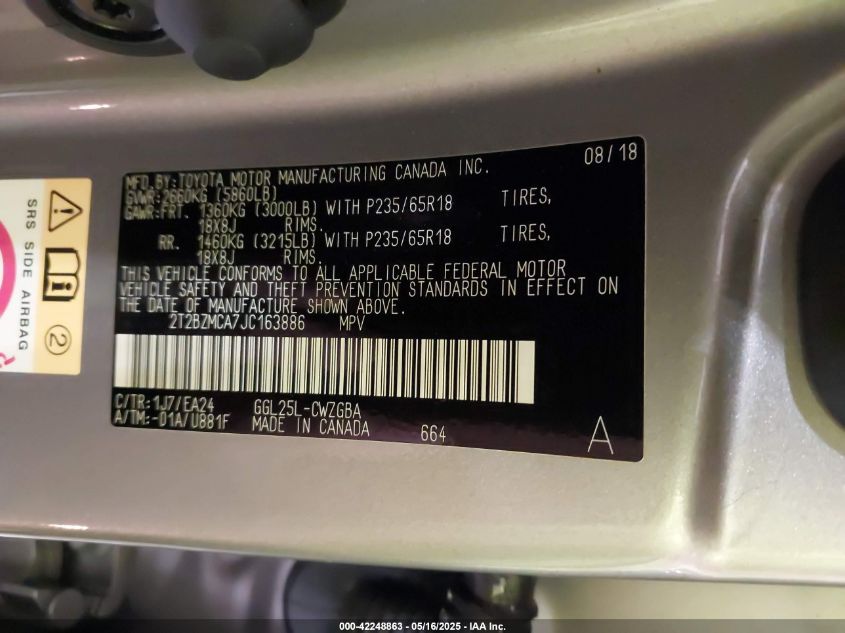 08/18
MFD. BY: TOYOTA MOTOR MANUFACTURING CANADA INC.
GVWR: 2660KG (5860LB)
GAWR: FRT. 1360KG (3000LB) WITH P235/65R18 TIRES,
18X8J RIMS.
RR. 1460KG (3215LB) WITH P235/65R18 TIRES,
18X8J RIMS.
THIS VEHICLE CONFORMS TO ALL APPLICABLE FEDERAL MOTOR
VEHICLE SAFETY AND THEFT PREVENTION STANDARDS IN EFFECT ON
THE DATE OF MANUFACTURE SHOWN ABOVE.
2T2BZMCA7JC163886 MPV
C/TR: 1J7/EA24 GGL25L-CWZGBA
A/TM: -01A/U881F MADE IN CANADA 664
A
SRS SIDE AIRBAG
2
000-42248863 - 05/16/2025 - IAA Inc.